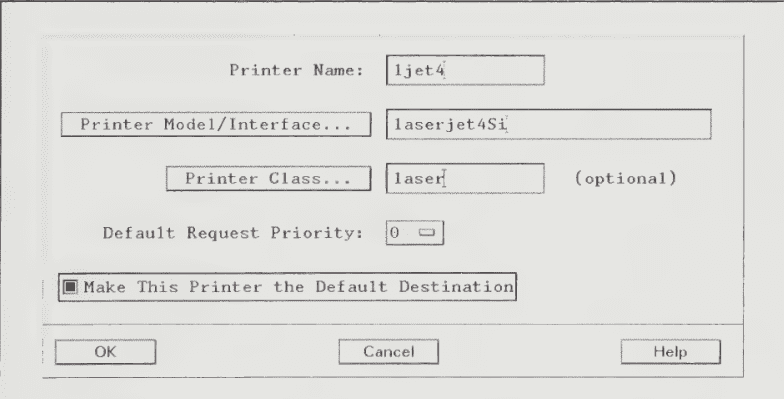 Printer Name: ljet4
Printer Model/Interface... laserjet4Si
Printer Class... laser (optional)
Default Request Priority: 0
Make This Printer the Default Destination
OK Cancel Help